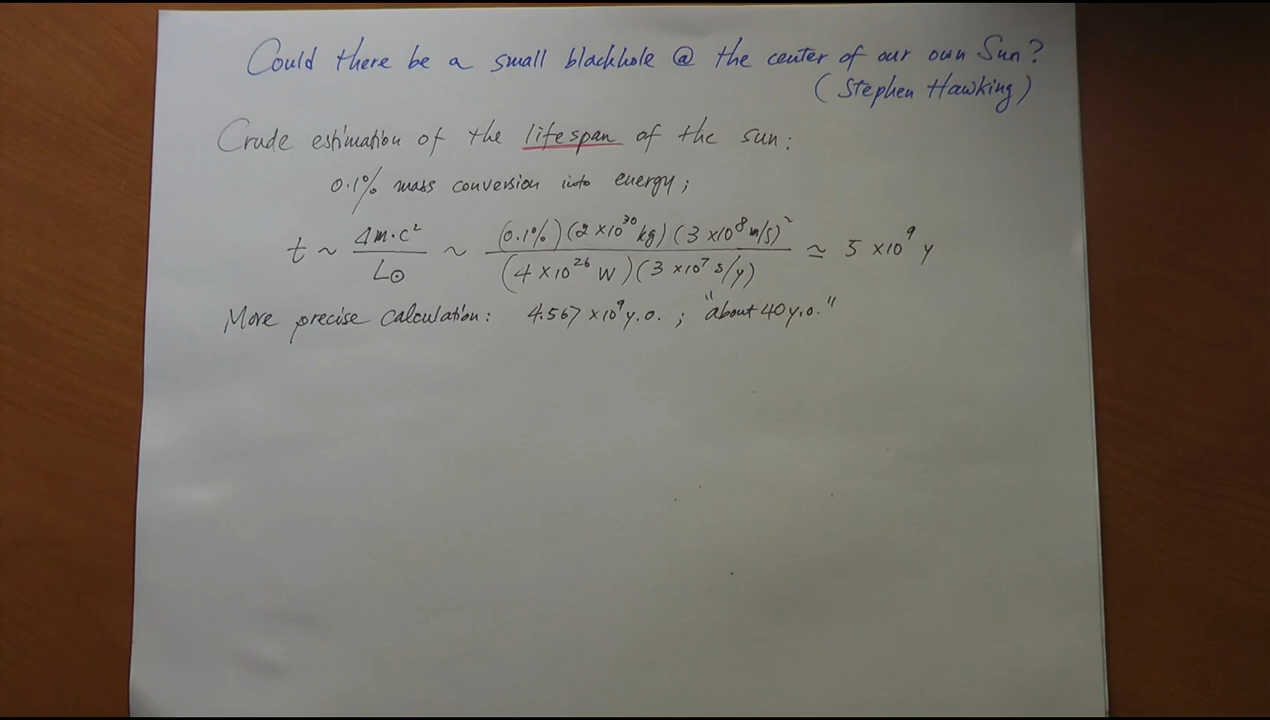 Could there be a small blackhole @ the center of our own Sun?
(Stephen Hawking)
Crude estimation of the lifespan of the sun:
0.1% mass conversion into energy;
t ~ Δm·c² / L⊙ ~ (0.1%)(2×10³⁰ kg)(3×10⁸ m/s)² / (4×10²⁶ W)(3×10⁷ s/y) ≃ 5×10⁹ y
More precise calculation: 4.567×10⁹ y.o. ; "about 40 y.o."